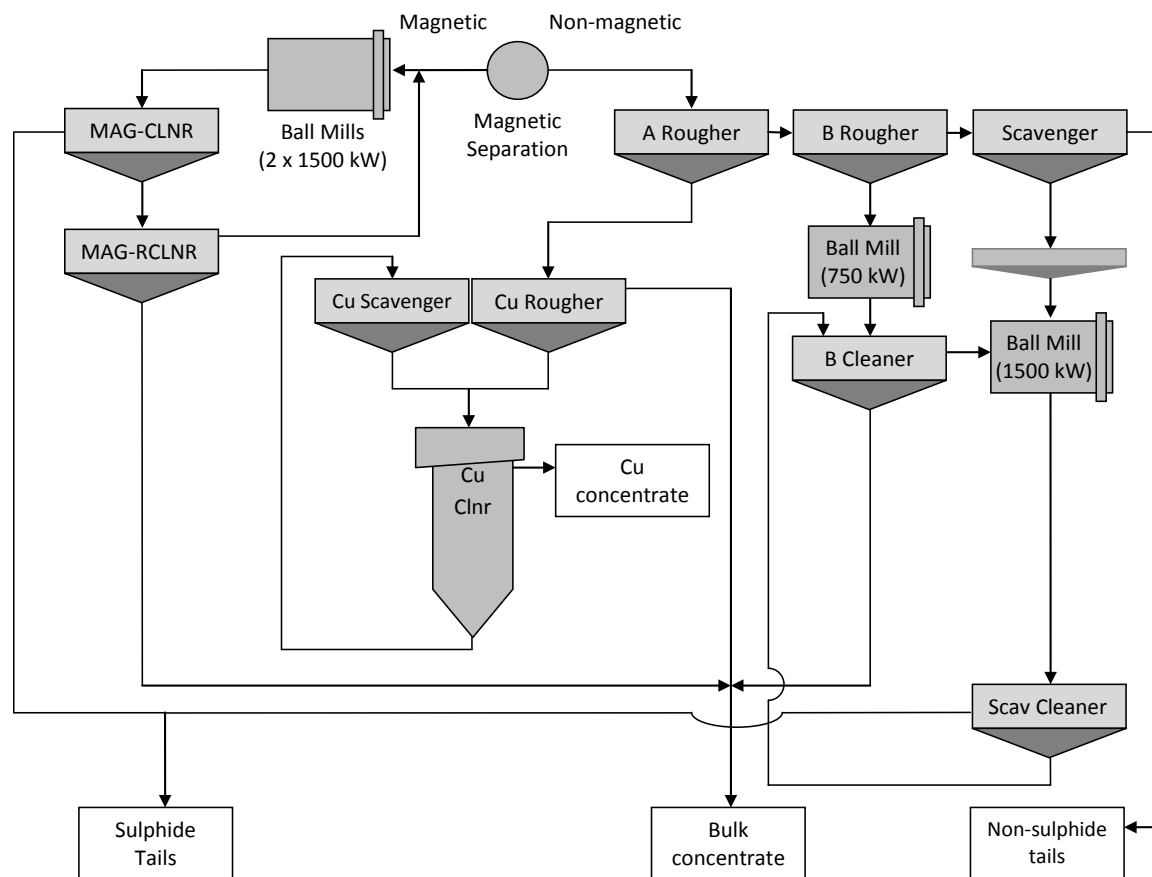 Magnetic
Non-magnetic
MAG-CLNR
Ball Mills
(2 x 1500 kW)
Magnetic
Separation
A Rougher
B Rougher
Scavenger
MAG-RCLNR
Ball Mill
(750 kW)
Cu Scavenger
Cu Rougher
B Cleaner
Ball Mill
(1500 kW)
Cu
Clnr
Cu
concentrate
Scav Cleaner
Sulphide
Tails
Bulk
concentrate
Non-sulphide
tails